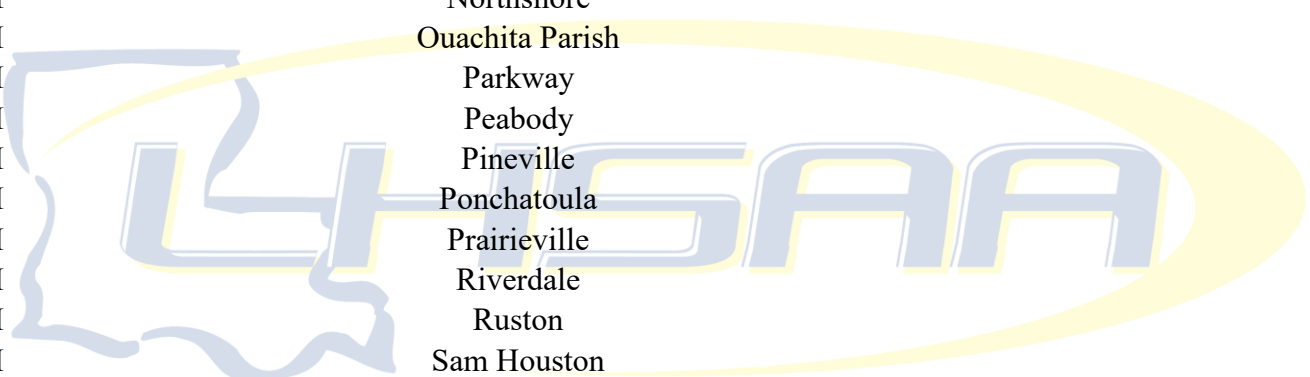 Northshore
I Ouachita Parish
I Parkway
I Peabody
I Pineville
I Ponchatoula
I Prairieville
I Riverdale
I Ruston
I Sam Houston
LHSAA